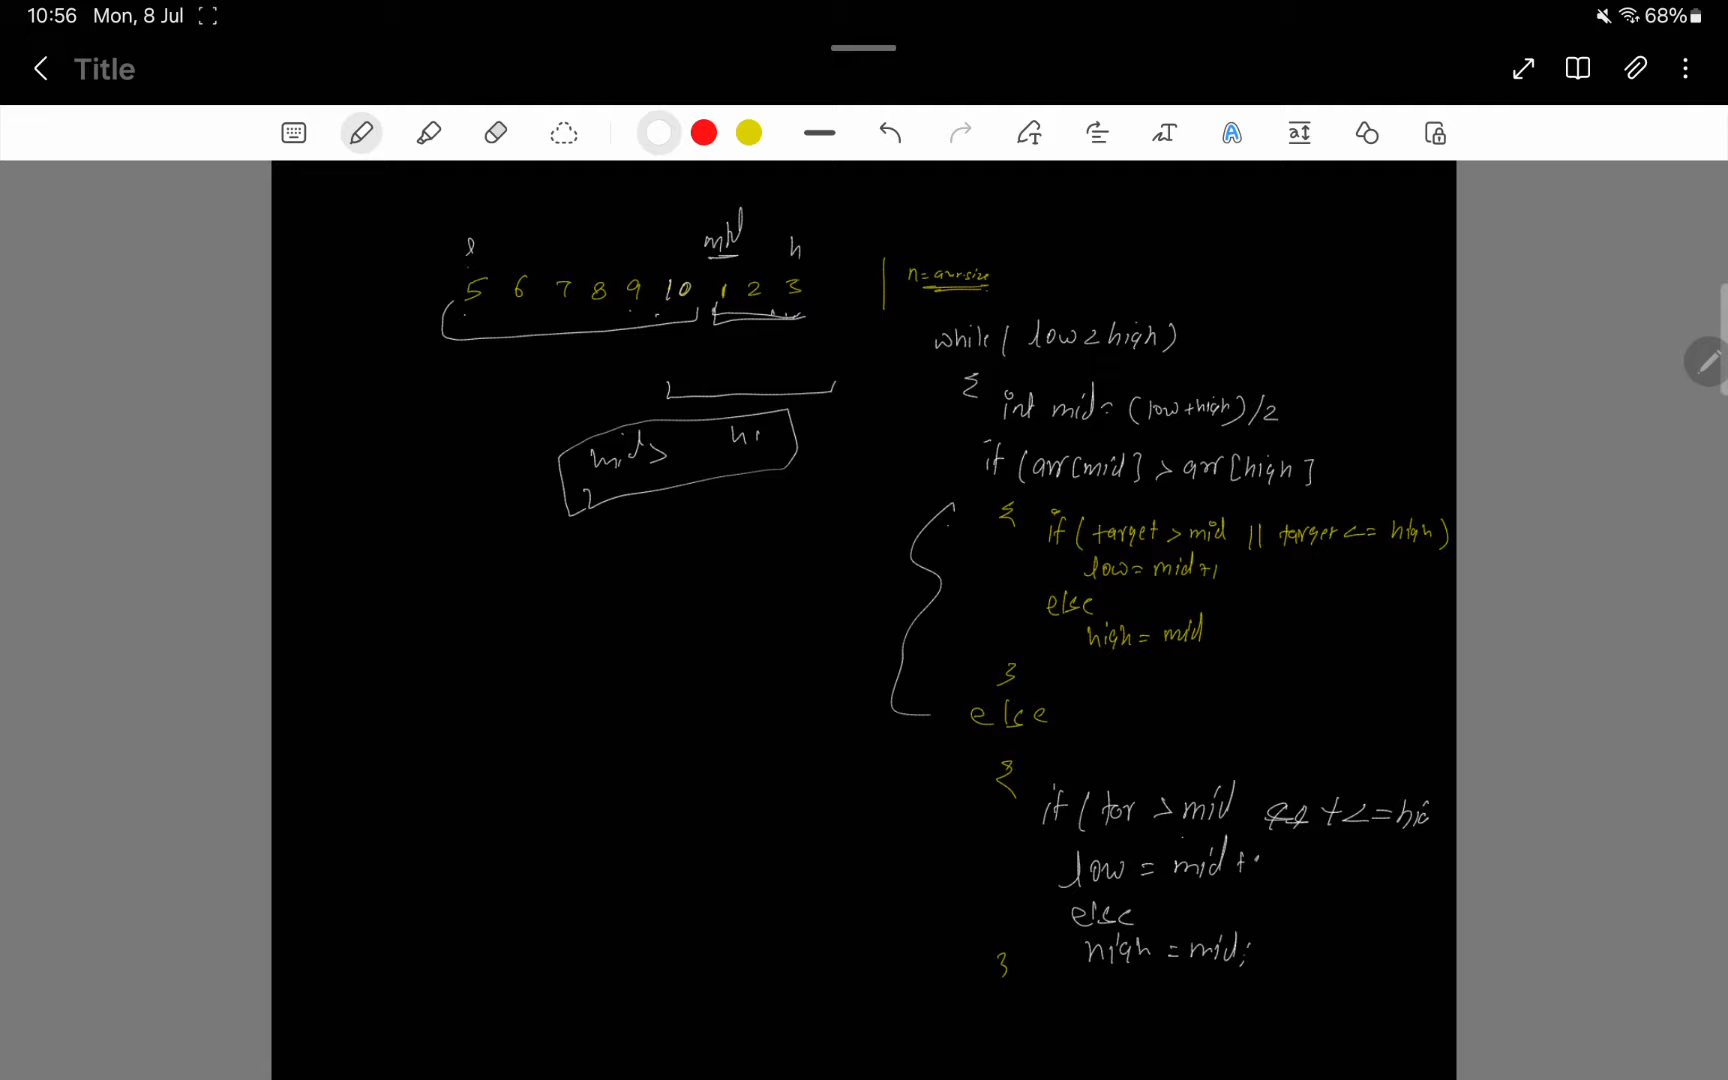 10:56 Mon, 8 Jul
68%
Title
l mid h
5 6 7 8 9 10 1 2 3
n=arr.size
while( low<high)
{ int mid= (low+high)/2
if (arr[mid] > arr[high]
{ if( target > mid || target <= high)
low= mid+1
else
high= mid
}
else
{
if( tar > mid && t<=hi
low = mid+
else
high = mid;
}
mid> hi